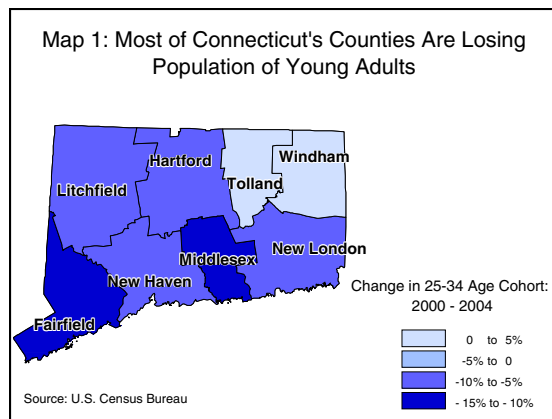 Map 1: Most of Connecticut's Counties Are Losing
Population of Young Adults
Hartford
Windham
Litchfield
Tolland
New London
Middlesex
New Haven
Fairfield
Change in 25-34 Age Cohort:
2000 - 2004
0 to 5%
-5% to 0
-10% to -5%
- 15% to - 10%
Source: U.S. Census Bureau